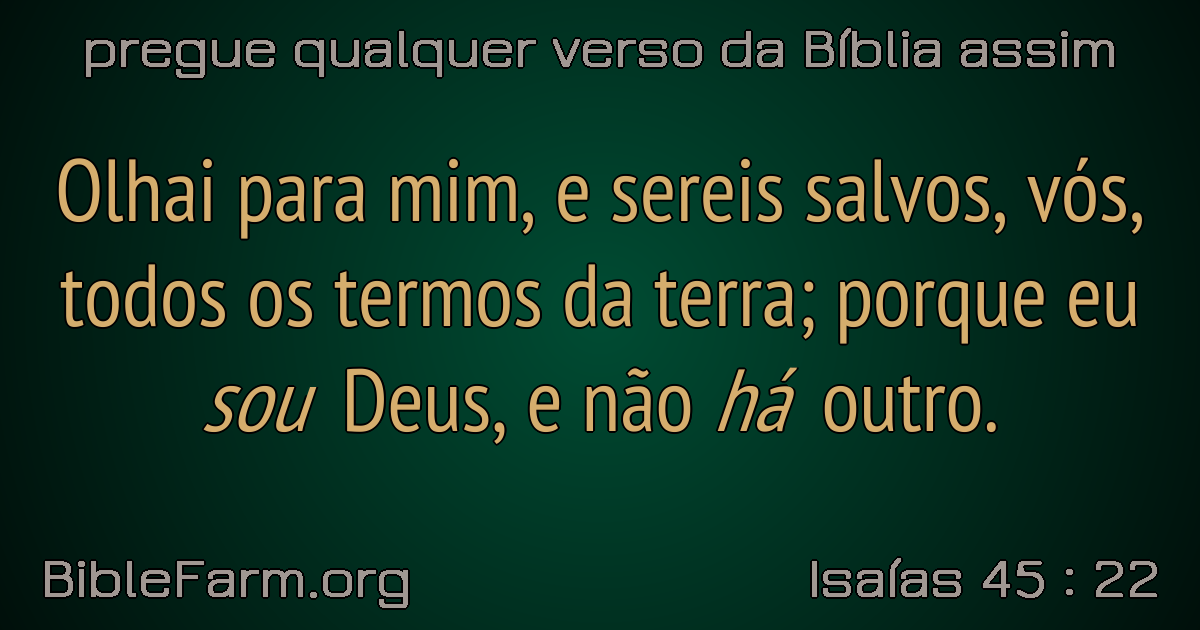 pregue qualquer verso da Bíblia assim
Olhai para mim, e sereis salvos, vós,
todos os termos da terra; porque eu
sou Deus, e não há outro.
BibleFarm.org
Isaías 45 : 22